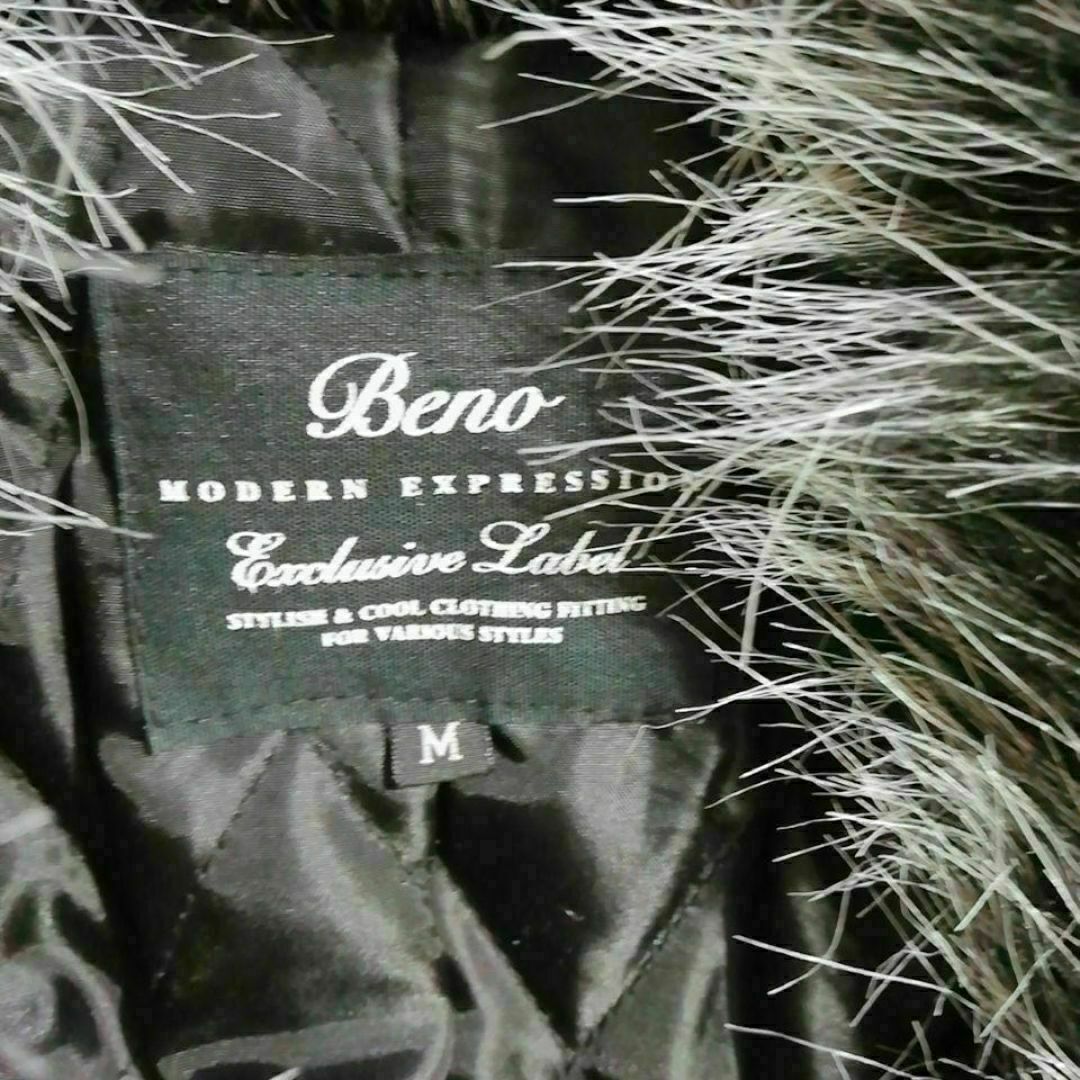 Beno
MODERN EXPRESSIO
Exclusive Label
STYLISH & COOL CLOTHING FITTING
FOR VARIOUS STYLES
M